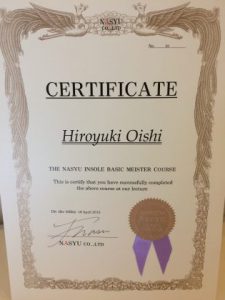 NASYU
CO.,LTD
No.
CERTIFICATE
Hiroyuki Oishi
THE NASYU INSOLE BASIC MEISTER COURSE
This is certify that you have successfully completed
the above course at our lecture
NASYU CO.,LTD